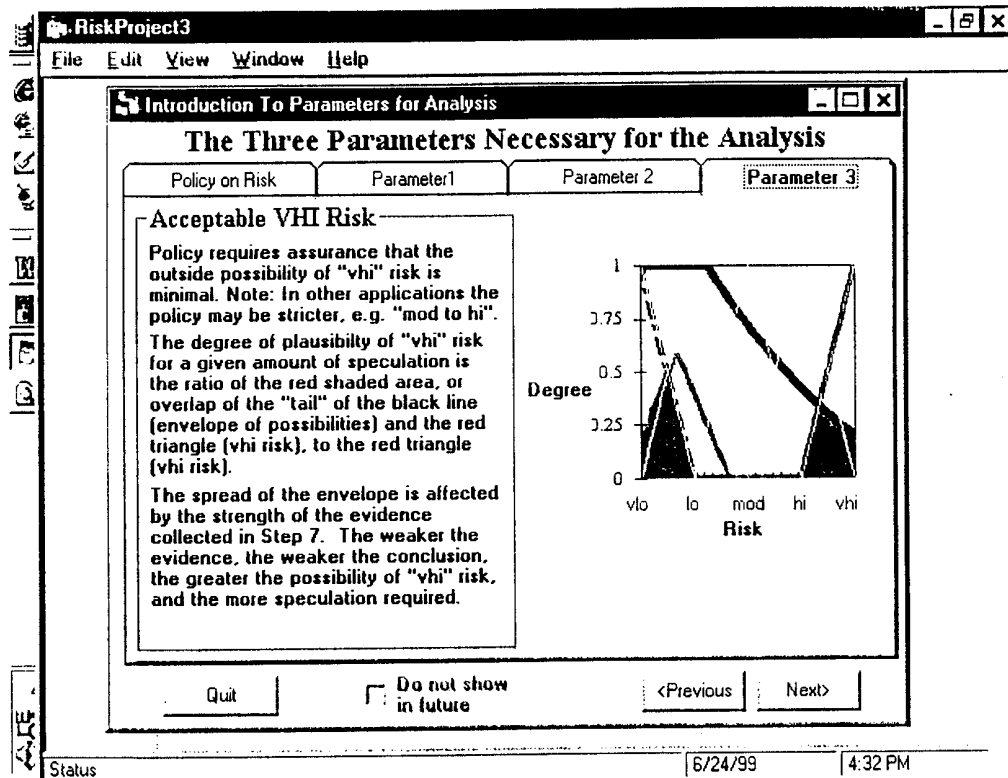 RiskProject3
File Edit View Window Help
Introduction To Parameters for Analysis
The Three Parameters Necessary for the Analysis
Policy on Risk Parameter1 Parameter 2 Parameter 3
Acceptable VHI Risk
Policy requires assurance that the
outside possibility of "vhi" risk is
minimal. Note: In other applications the
policy may be stricter, e.g. "mod to hi".
The degree of plausibilty of "vhi" risk
for a given amount of speculation is
the ratio of the red shaded area, or
overlap of the "tail" of the black line
(envelope of possibilities) and the red
triangle (vhi risk), to the red triangle
(vhi risk).
The spread of the envelope is affected
by the strength of the evidence
collected in Step 7. The weaker the
evidence, the weaker the conclusion,
the greater the possibility of "vhi" risk,
and the more speculation required.
1
0.75
Degree 0.5
0.25
0
vlo lo mod hi vhi
Risk
Quit
Do not show
in future
<Previous Next>
Status 6/24/99 4:32 PM